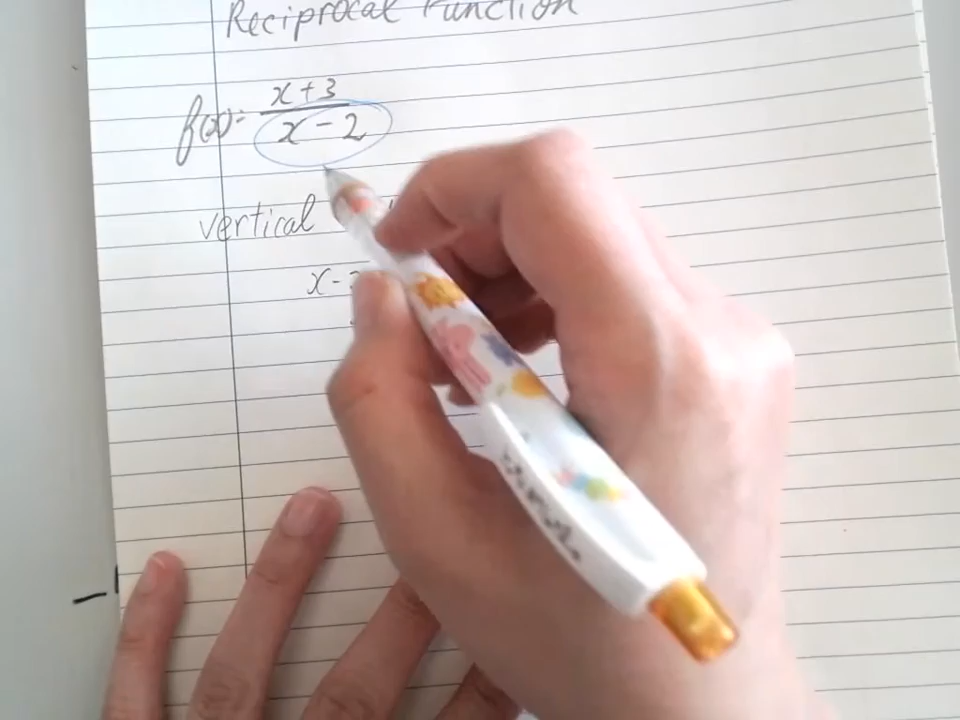 Reciprocal Function
f(x)= x+3
x-2
vertical
x-